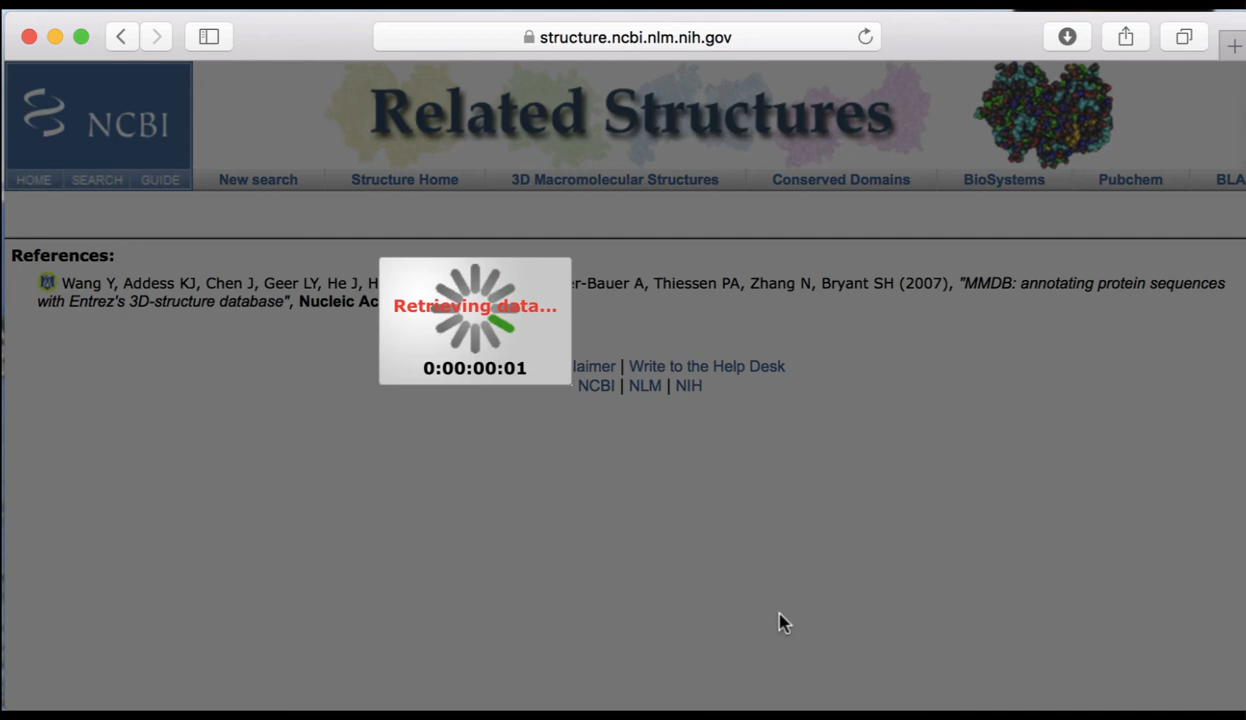 structure.ncbi.nlm.nih.gov
NCBI
Related Structures
HOME SEARCH GUIDE New search Structure Home 3D Macromolecular Structures Conserved Domains BioSystems Pubchem BLA
References:
Wang Y, Addess KJ, Chen J, Geer LY, He J, H r-Bauer A, Thiessen PA, Zhang N, Bryant SH (2007), "MMDB: annotating protein sequences
with Entrez's 3D-structure database", Nucleic Ac
Retrieving data...
0:00:00:01
laimer | Write to the Help Desk
NCBI | NLM | NIH